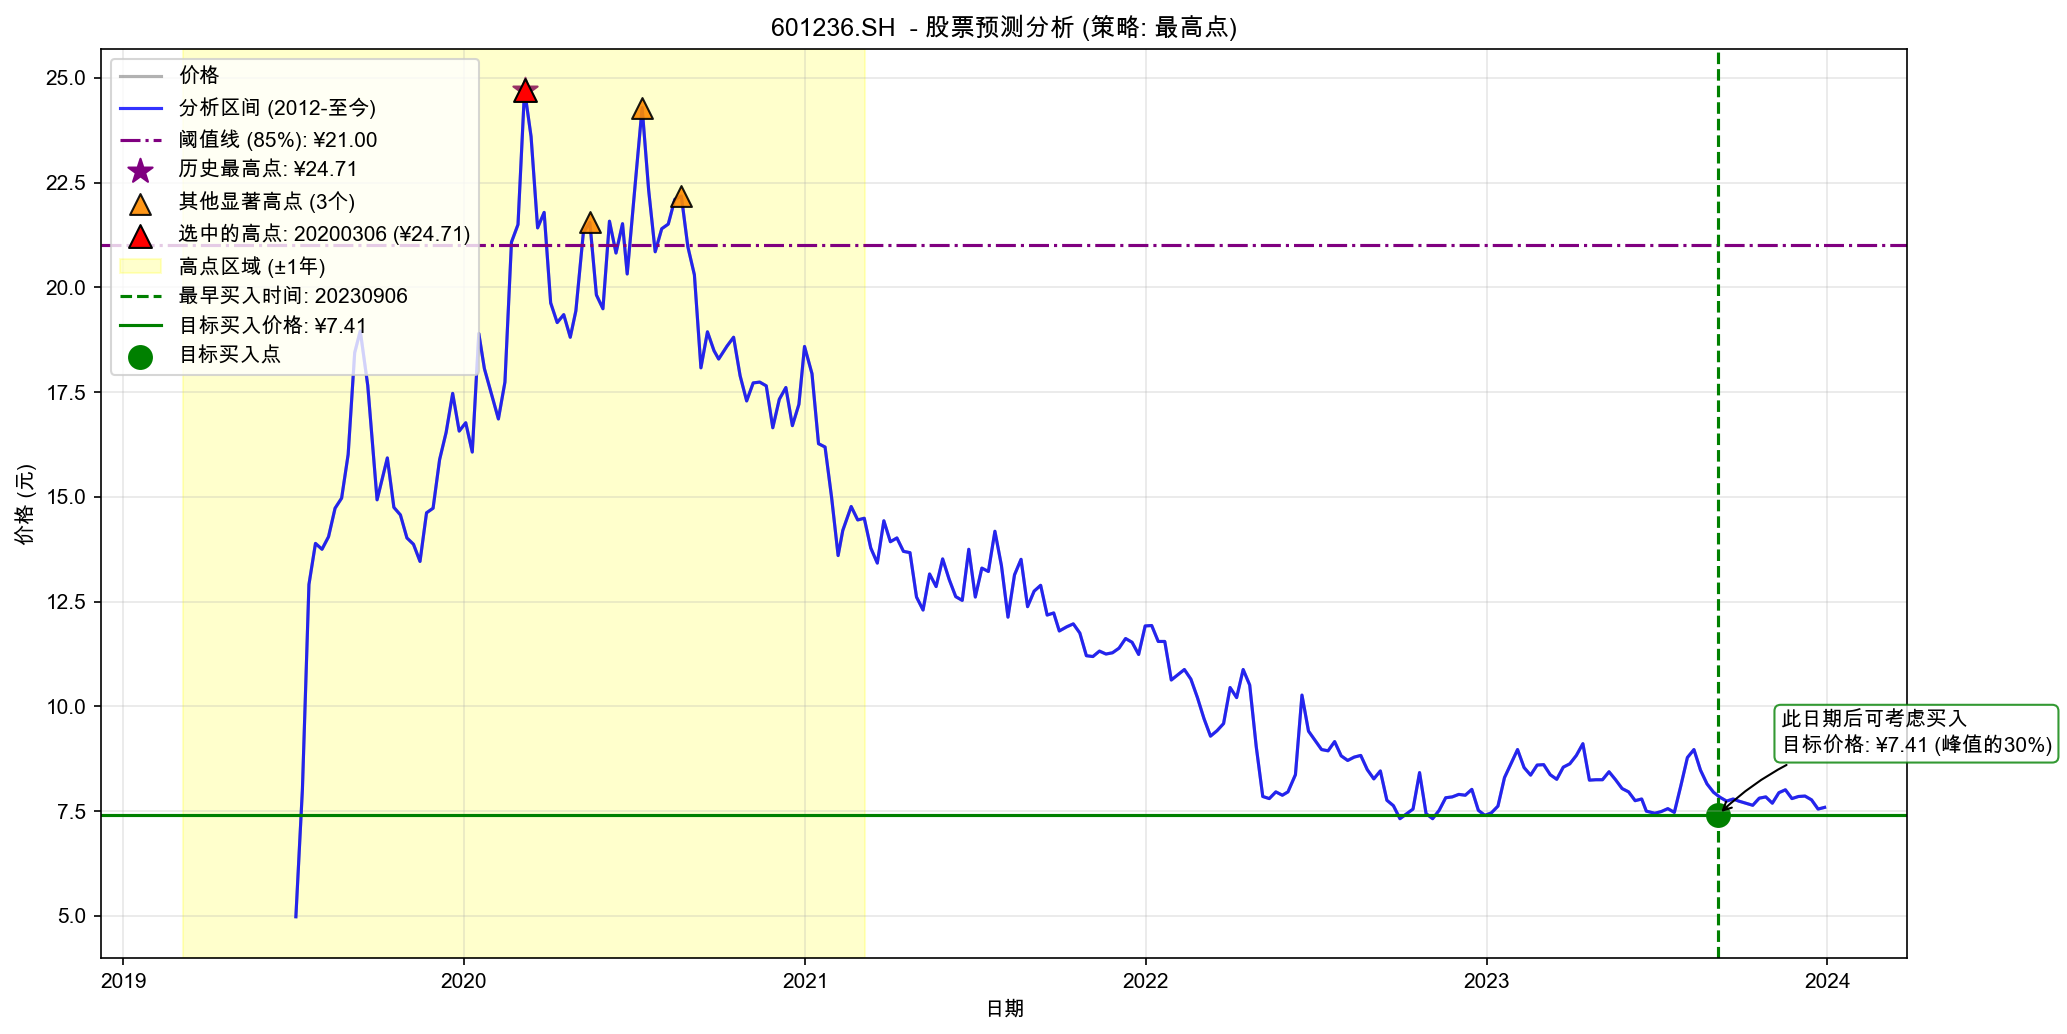 601236.SH - 股票预测分析 (策略: 最高点)
价格
分析区间 (2012-至今)
阈值线 (85%): ¥21.00
历史最高点: ¥24.71
其他显著高点 (3个)
选中的高点: 20200306 (¥24.71)
高点区域 (±1年)
最早买入时间: 20230906
目标买入价格: ¥7.41
目标买入点
价格 (元)
25.0
22.5
20.0
17.5
15.0
12.5
10.0
7.5
5.0
此日期后可考虑买入
目标价格: ¥7.41 (峰值的30%)
2019
2020
2021
2022
2023
2024
日期